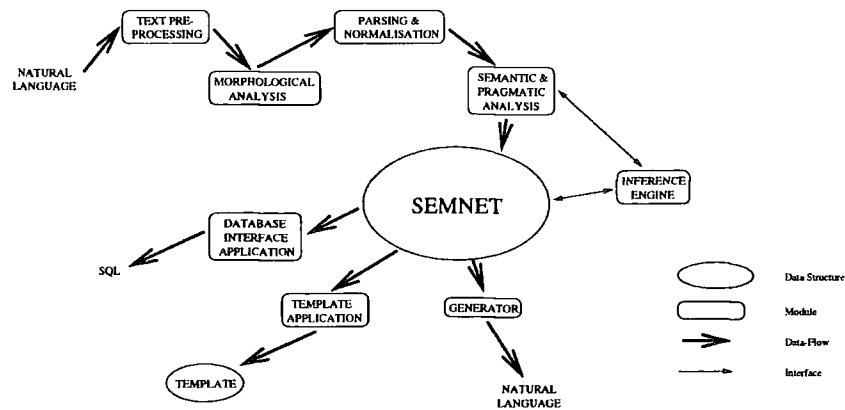 TEXT PRE-
PROCESSING
PARSING &
NORMALISATION
NATURAL
LANGUAGE
MORPHOLOGICAL
ANALYSIS
SEMANTIC &
PRAGMATIC
ANALYSIS
INFERENCE
ENGINE
SEMNET
DATABASE
INTERFACE
APPLICATION
SQL
TEMPLATE
APPLICATION
GENERATOR
TEMPLATE
NATURAL
LANGUAGE
Data Structure
Module
Data-Flow
Interface